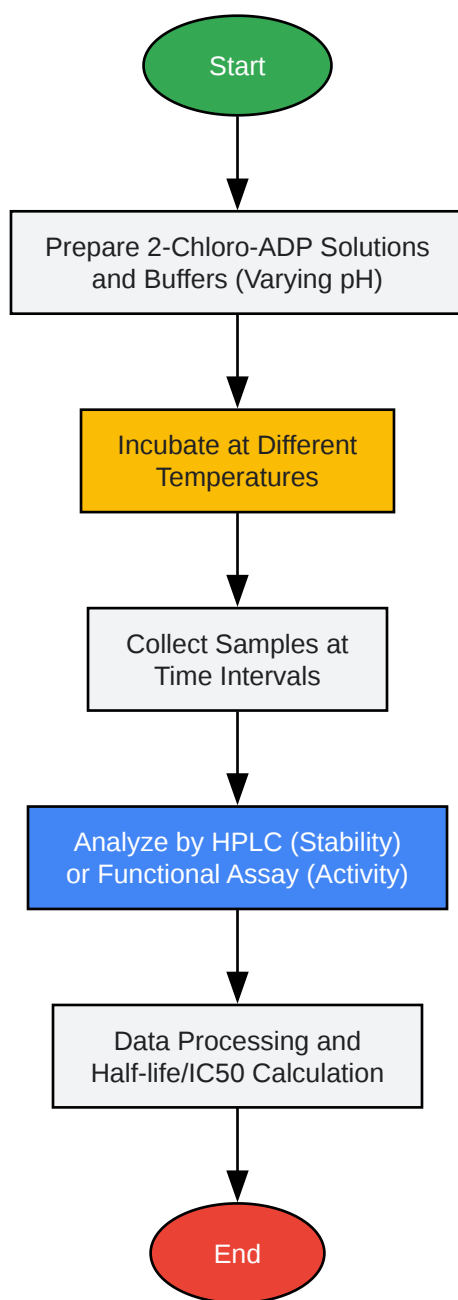 Start
Prepare 2-Chloro-ADP Solutions
and Buffers (Varying pH)
Incubate at Different
Temperatures
Collect Samples at
Time Intervals
Analyze by HPLC (Stability)
or Functional Assay (Activity)
Data Processing and
Half-life/IC50 Calculation
End